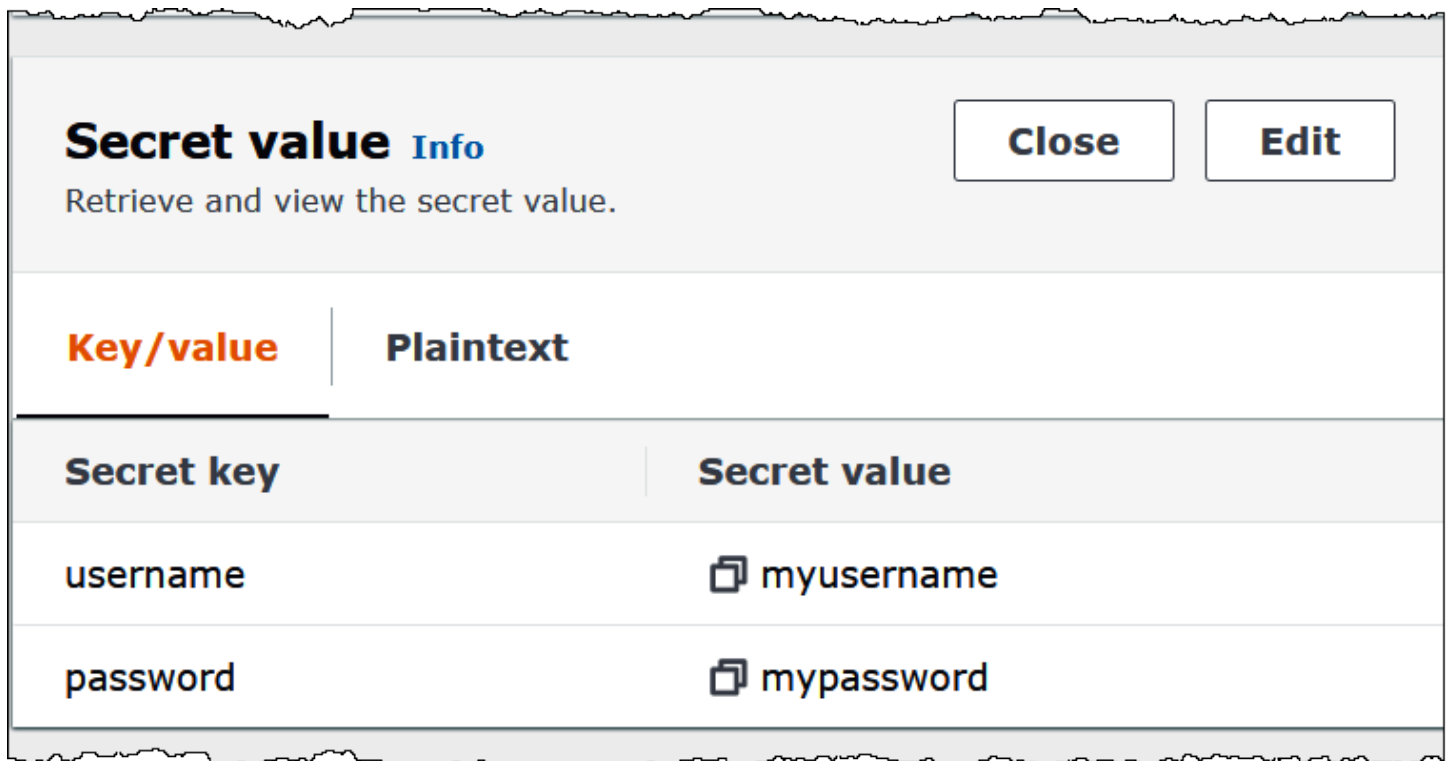 Secret value Info
Close
Edit
Retrieve and view the secret value.
Key/value
Plaintext
Secret key
Secret value
username
myusername
password
mypassword